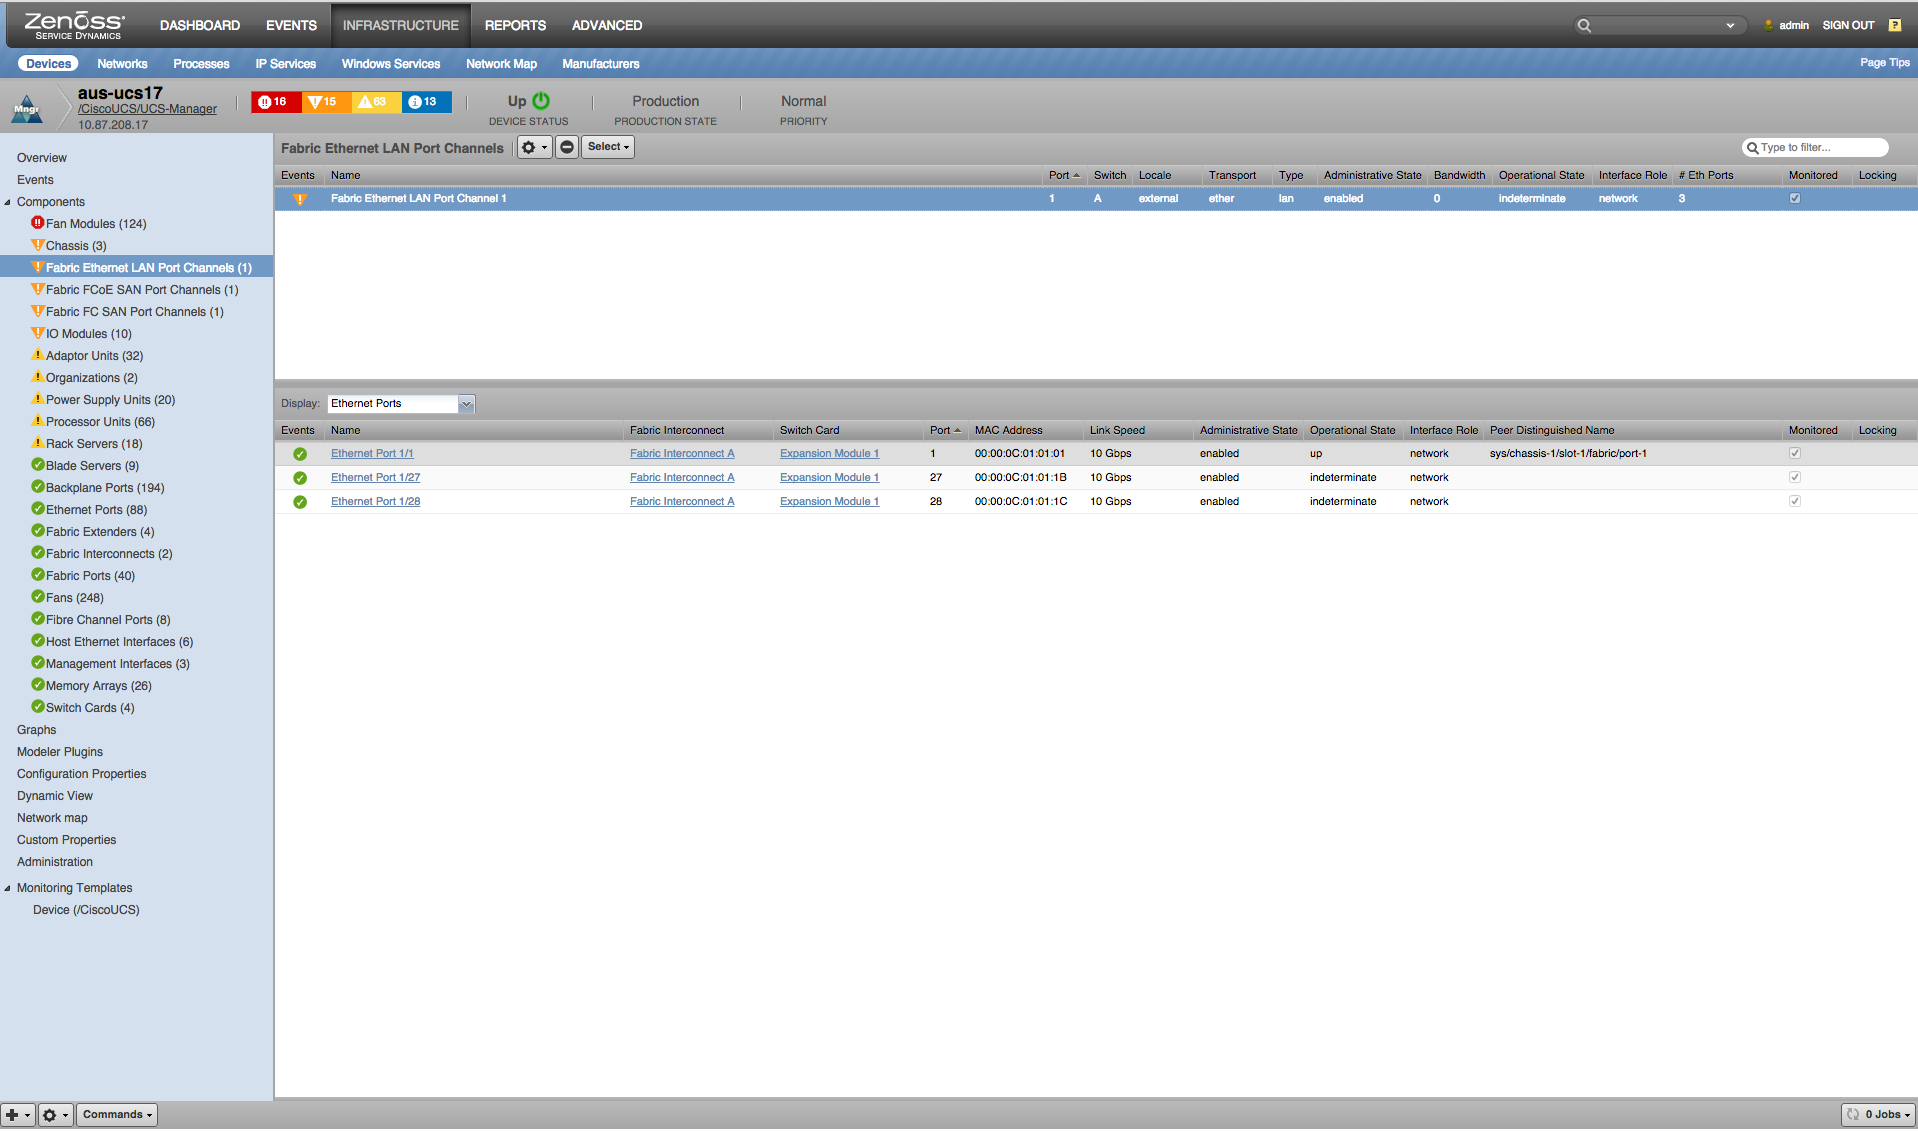 Zenoss
SERVICE DYNAMICS
DASHBOARD EVENTS INFRASTRUCTURE REPORTS ADVANCED
admin SIGN OUT ?
Devices Networks Processes IP Services Windows Services Network Map Manufacturers Page Tips
Mngr
aus-ucs17
/CiscoUCS/UCS-Manager
10.87.208.17
16 15 63 13
Up
DEVICE STATUS
Production
PRODUCTION STATE
Normal
PRIORITY
Overview
Events
Components
Fan Modules (124)
Chassis (3)
Fabric Ethernet LAN Port Channels (1)
Fabric FCoE SAN Port Channels (1)
Fabric FC SAN Port Channels (1)
IO Modules (10)
Adaptor Units (32)
Organizations (2)
Power Supply Units (20)
Processor Units (66)
Rack Servers (18)
Blade Servers (9)
Backplane Ports (194)
Ethernet Ports (88)
Fabric Extenders (4)
Fabric Interconnects (2)
Fabric Ports (40)
Fans (248)
Fibre Channel Ports (8)
Host Ethernet Interfaces (6)
Management Interfaces (3)
Memory Arrays (26)
Switch Cards (4)
Graphs
Modeler Plugins
Configuration Properties
Dynamic View
Network map
Custom Properties
Administration
Monitoring Templates
Device (/CiscoUCS)
Fabric Ethernet LAN Port Channels Select Type to filter...
Events Name Port Switch Locale Transport Type Administrative State Bandwidth Operational State Interface Role # Eth Ports Monitored Locking
Fabric Ethernet LAN Port Channel 1 1 A external ether lan enabled 0 indeterminate network 3
Display: Ethernet Ports
Events Name Fabric Interconnect Switch Card Port MAC Address Link Speed Administrative State Operational State Interface Role Peer Distinguished Name Monitored Locking
Ethernet Port 1/1 Fabric Interconnect A Expansion Module 1 1 00:00:0C:01:01:01 10 Gbps enabled up network sys/chassis-1/slot-1/fabric/port-1
Ethernet Port 1/27 Fabric Interconnect A Expansion Module 1 27 00:00:0C:01:01:1B 10 Gbps enabled indeterminate network
Ethernet Port 1/28 Fabric Interconnect A Expansion Module 1 28 00:00:0C:01:01:1C 10 Gbps enabled indeterminate network
Commands 0 Jobs